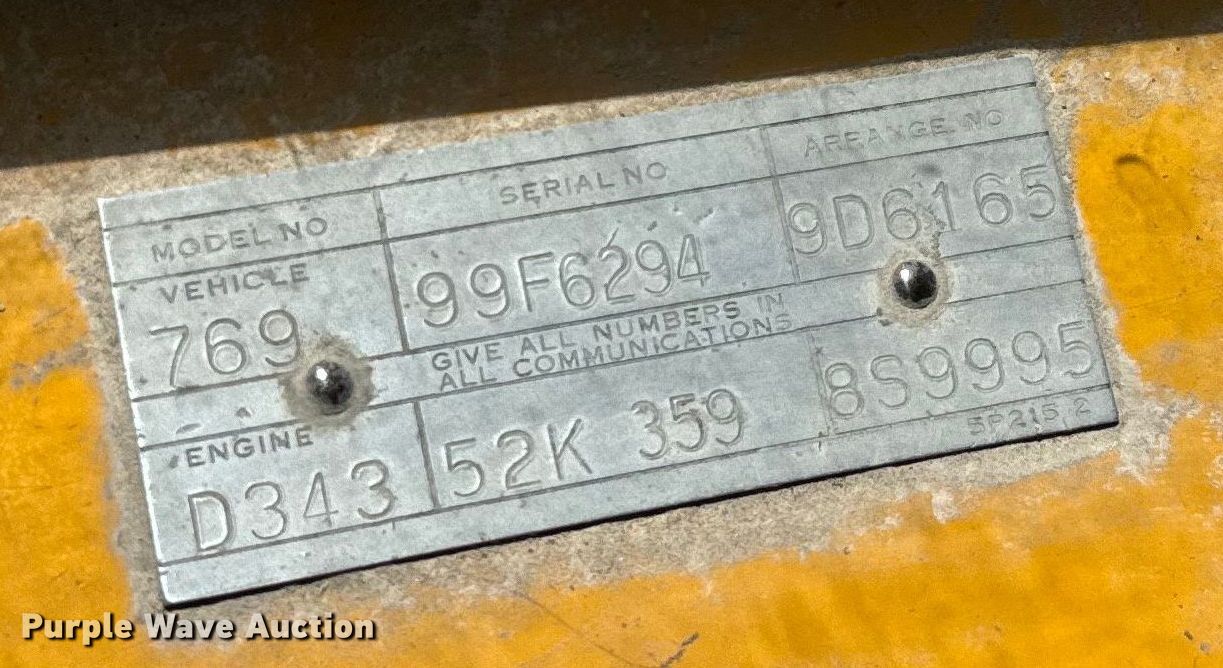 MODEL NO SERIAL NO ARRANGE NO
VEHICLE
769 99F6294 9D6165
GIVE ALL NUMBERS IN
ALL COMMUNICATIONS
ENGINE
D343 52K 359 8S9995
5P215 2
Purple Wave Auction